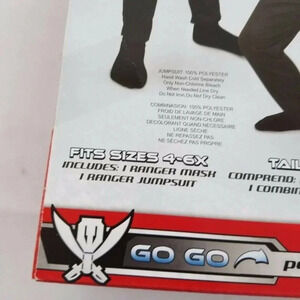 JUMPSUIT: 100% POLYESTER
Hand Wash Cold Separately
Only Non-Chlorine Bleach
When Needed Line Dry
Do Not Iron, Do Not Dry Clean
COMBINAISON: 100% POLYESTER
FROID DE LAVAGE DE MAIN
SEULEMENT NON-CHLORE
DECOLORANT QUAND NECESSAIRE
LIGNE SÈCHE
NE REPASSEZ PAS
NE SÉCHEZ PAS PROPRE
FITS SIZES 4-6X
INCLUDES: 1 RANGER MASK
1 RANGER JUMPSUIT
TAIL
COMPREND:
1 COMBIN
GO GO